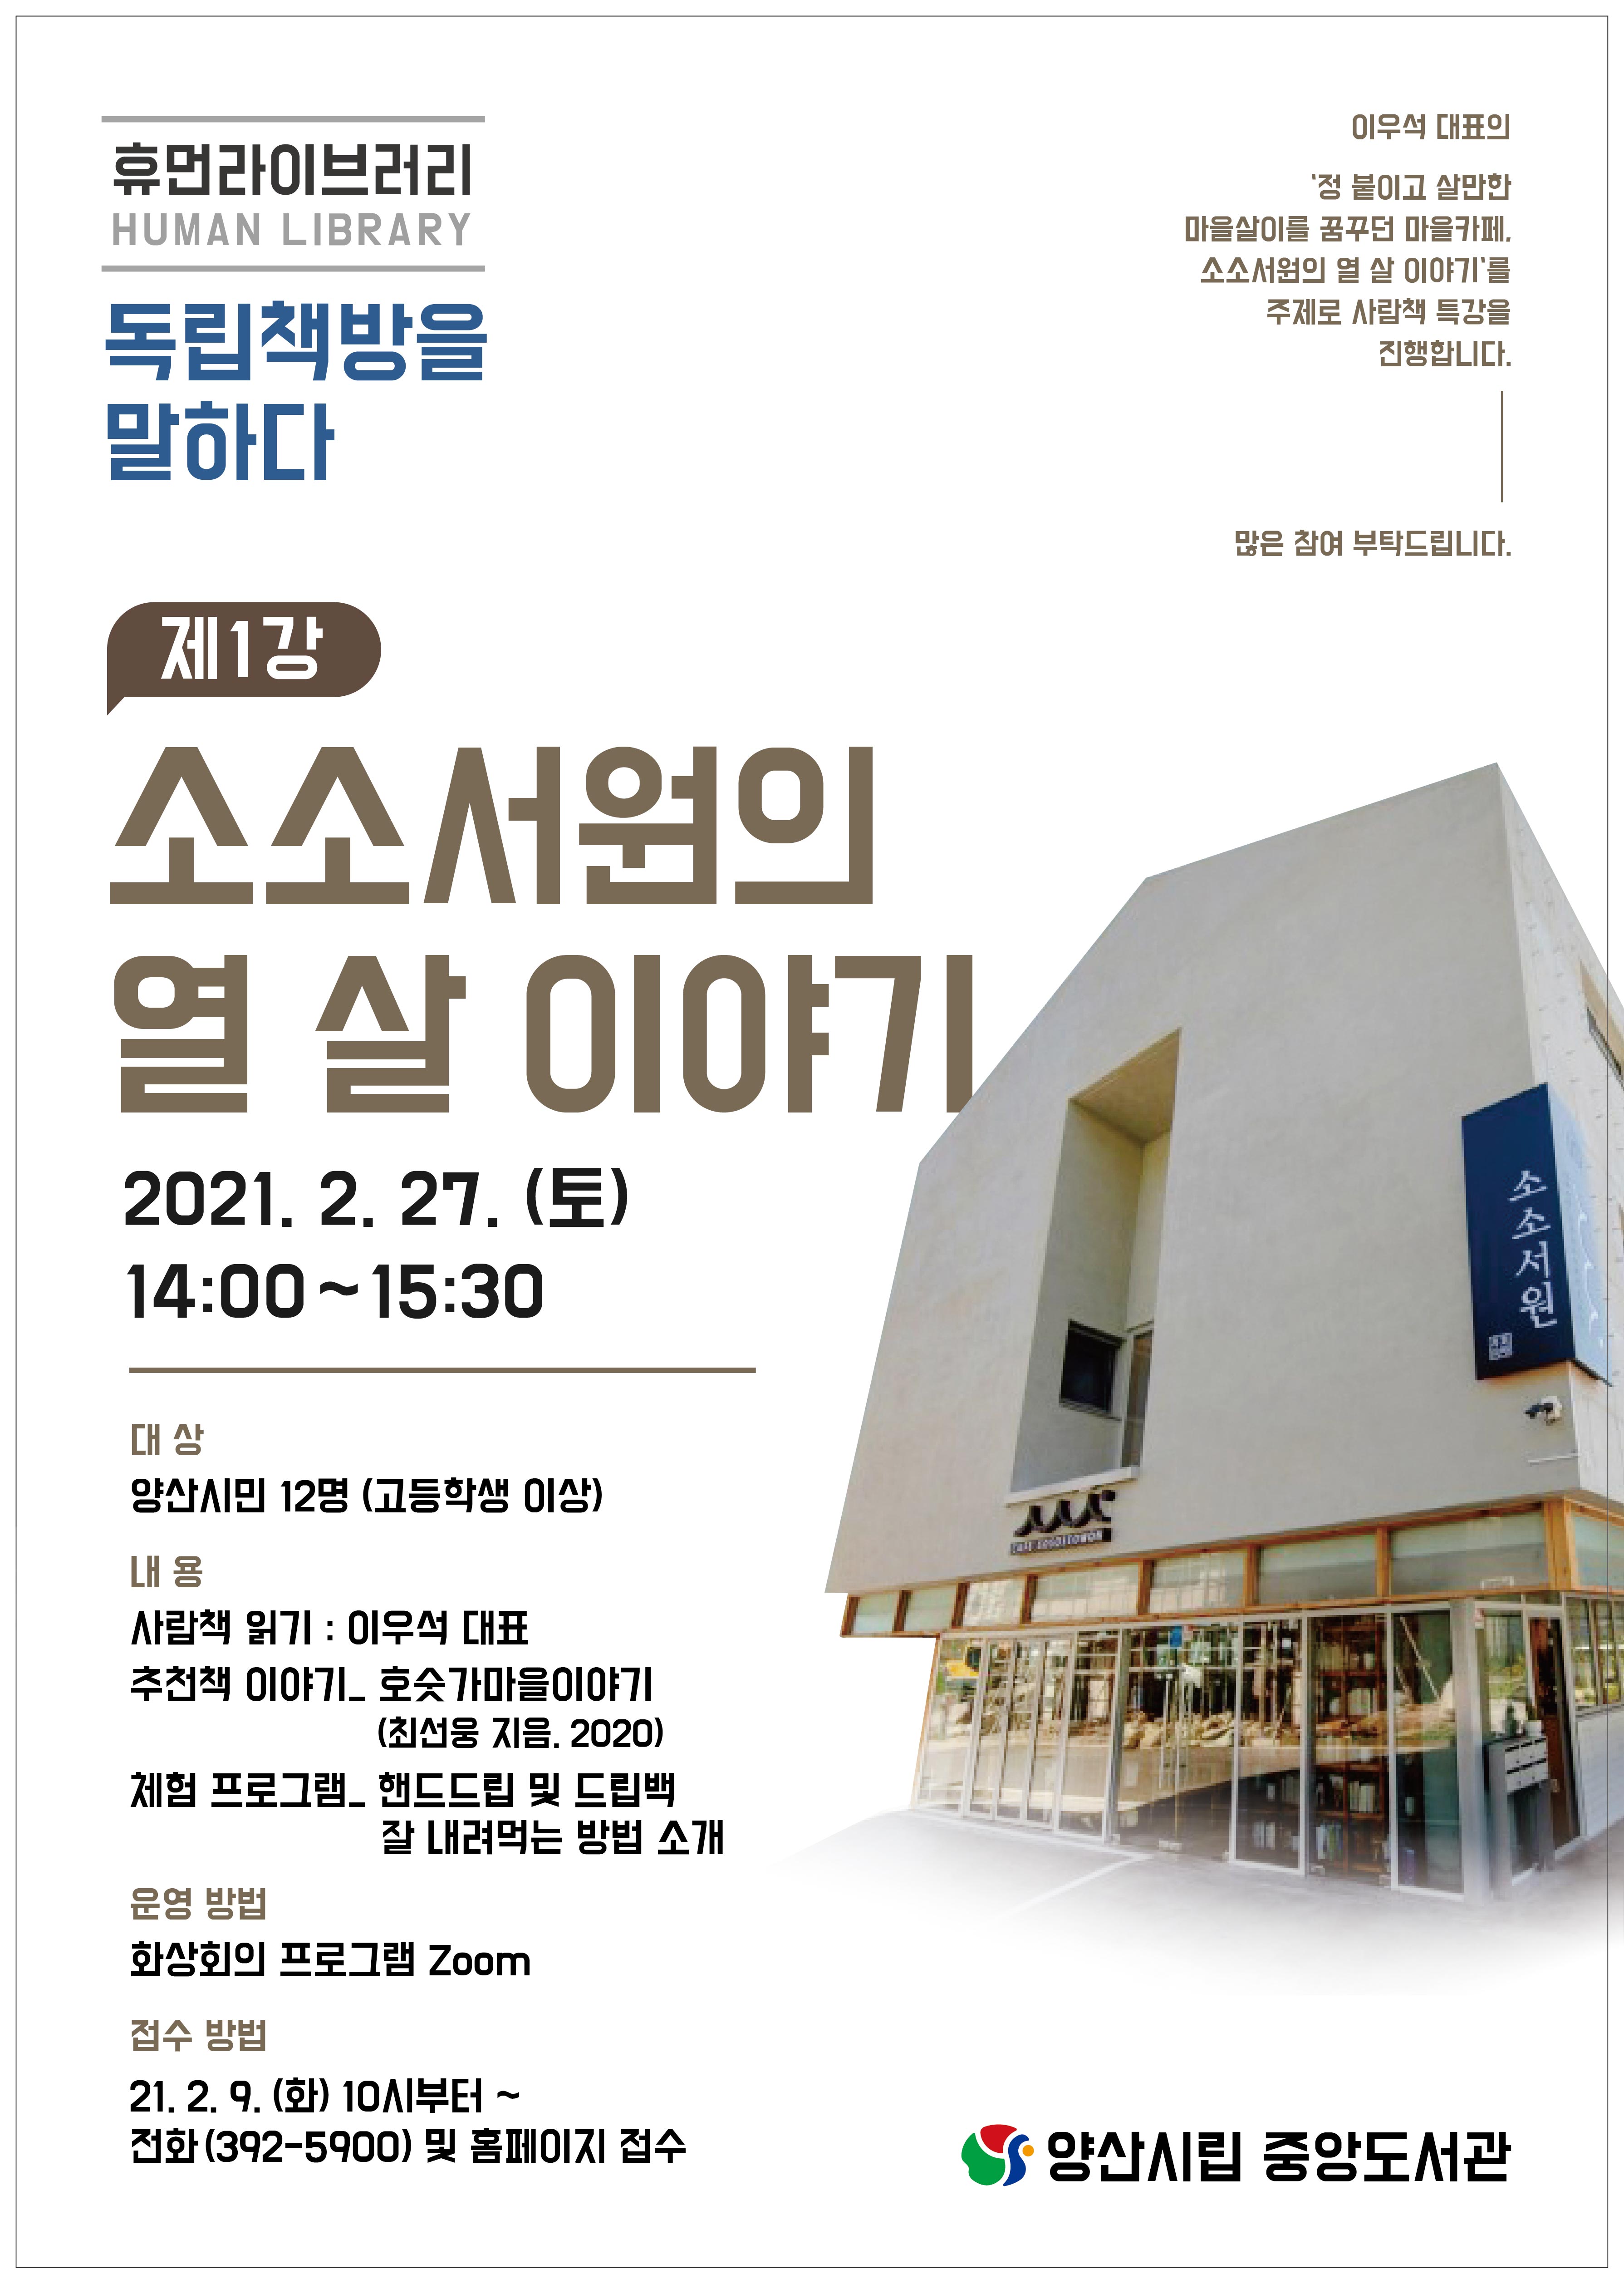 휴먼라이브러리
HUMAN LIBRARY
독립책방을
말하다
이우석 대표의
'정 붙이고 살만한
마을살이를 꿈꾸던 마을카페,
소소서원의 열 살 이야기'를
주제로 사람책 특강을
진행합니다.
많은 참여 부탁드립니다.
제1강
소소서원의
열 살 이야기
2021. 2. 27. (토)
14:00~15:30
대 상
양산시민 12명 (고등학생 이상)
내 용
사람책 읽기 : 이우석 대표
추천책 이야기_ 호숫가마을이야기
(최선웅 지음, 2020)
체험 프로그램_ 핸드드립 및 드립백
잘 내려먹는 방법 소개
운영 방법
화상회의 프로그램 Zoom
접수 방법
21. 2. 9. (화) 10시부터 ~
전화(392-5900) 및 홈페이지 접수
소소서원
CAFE SOSOSEOWON
양산시립 중앙도서관